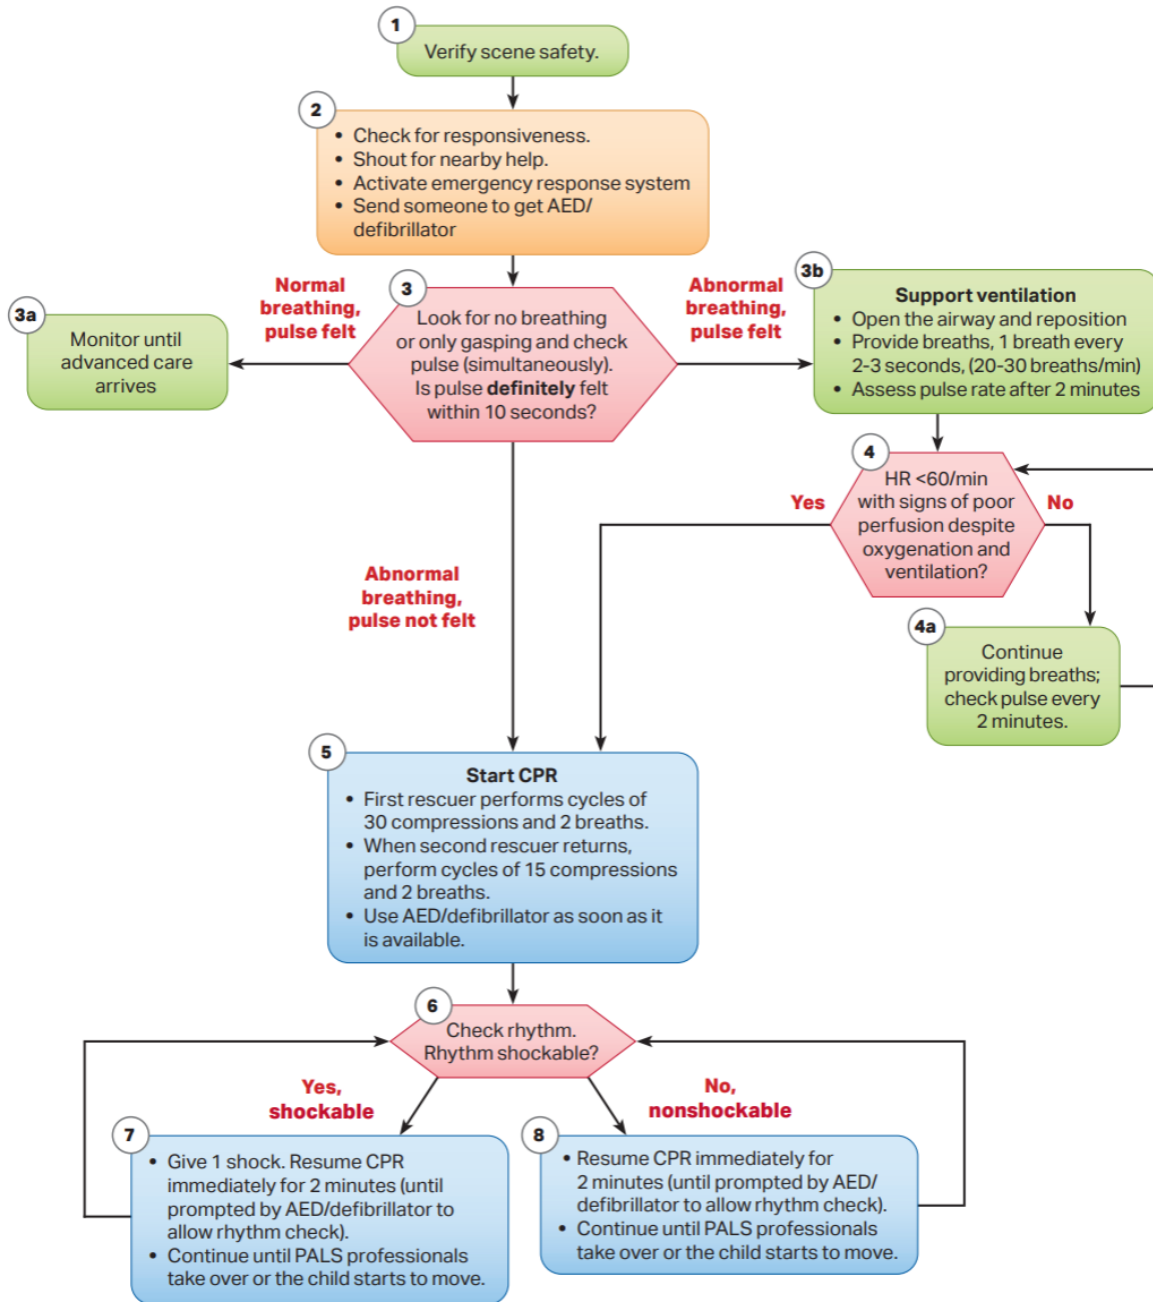 1
Verify scene safety.
2
• Check for responsiveness.
• Shout for nearby help.
• Activate emergency response system
• Send someone to get AED/
defibrillator
3
Look for no breathing
or only gasping and check
pulse (simultaneously).
Is pulse definitely felt
within 10 seconds?
Normal
breathing,
pulse felt
3a
Monitor until
advanced care
arrives
Abnormal
breathing,
pulse felt
3b
Support ventilation
• Open the airway and reposition
• Provide breaths, 1 breath every
2-3 seconds, (20-30 breaths/min)
• Assess pulse rate after 2 minutes
4
HR <60/min
with signs of poor
perfusion despite
oxygenation and
ventilation?
Yes
No
4a
Continue
providing breaths;
check pulse every
2 minutes.
Abnormal
breathing,
pulse not felt
5
Start CPR
• First rescuer performs cycles of
30 compressions and 2 breaths.
• When second rescuer returns,
perform cycles of 15 compressions
and 2 breaths.
• Use AED/defibrillator as soon as it
is available.
6
Check rhythm.
Rhythm shockable?
Yes,
shockable
No,
nonshockable
7
• Give 1 shock. Resume CPR
immediately for 2 minutes (until
prompted by AED/defibrillator to
allow rhythm check).
• Continue until PALS professionals
take over or the child starts to move.
8
• Resume CPR immediately for
2 minutes (until prompted by AED/
defibrillator to allow rhythm check).
• Continue until PALS professionals
take over or the child starts to move.